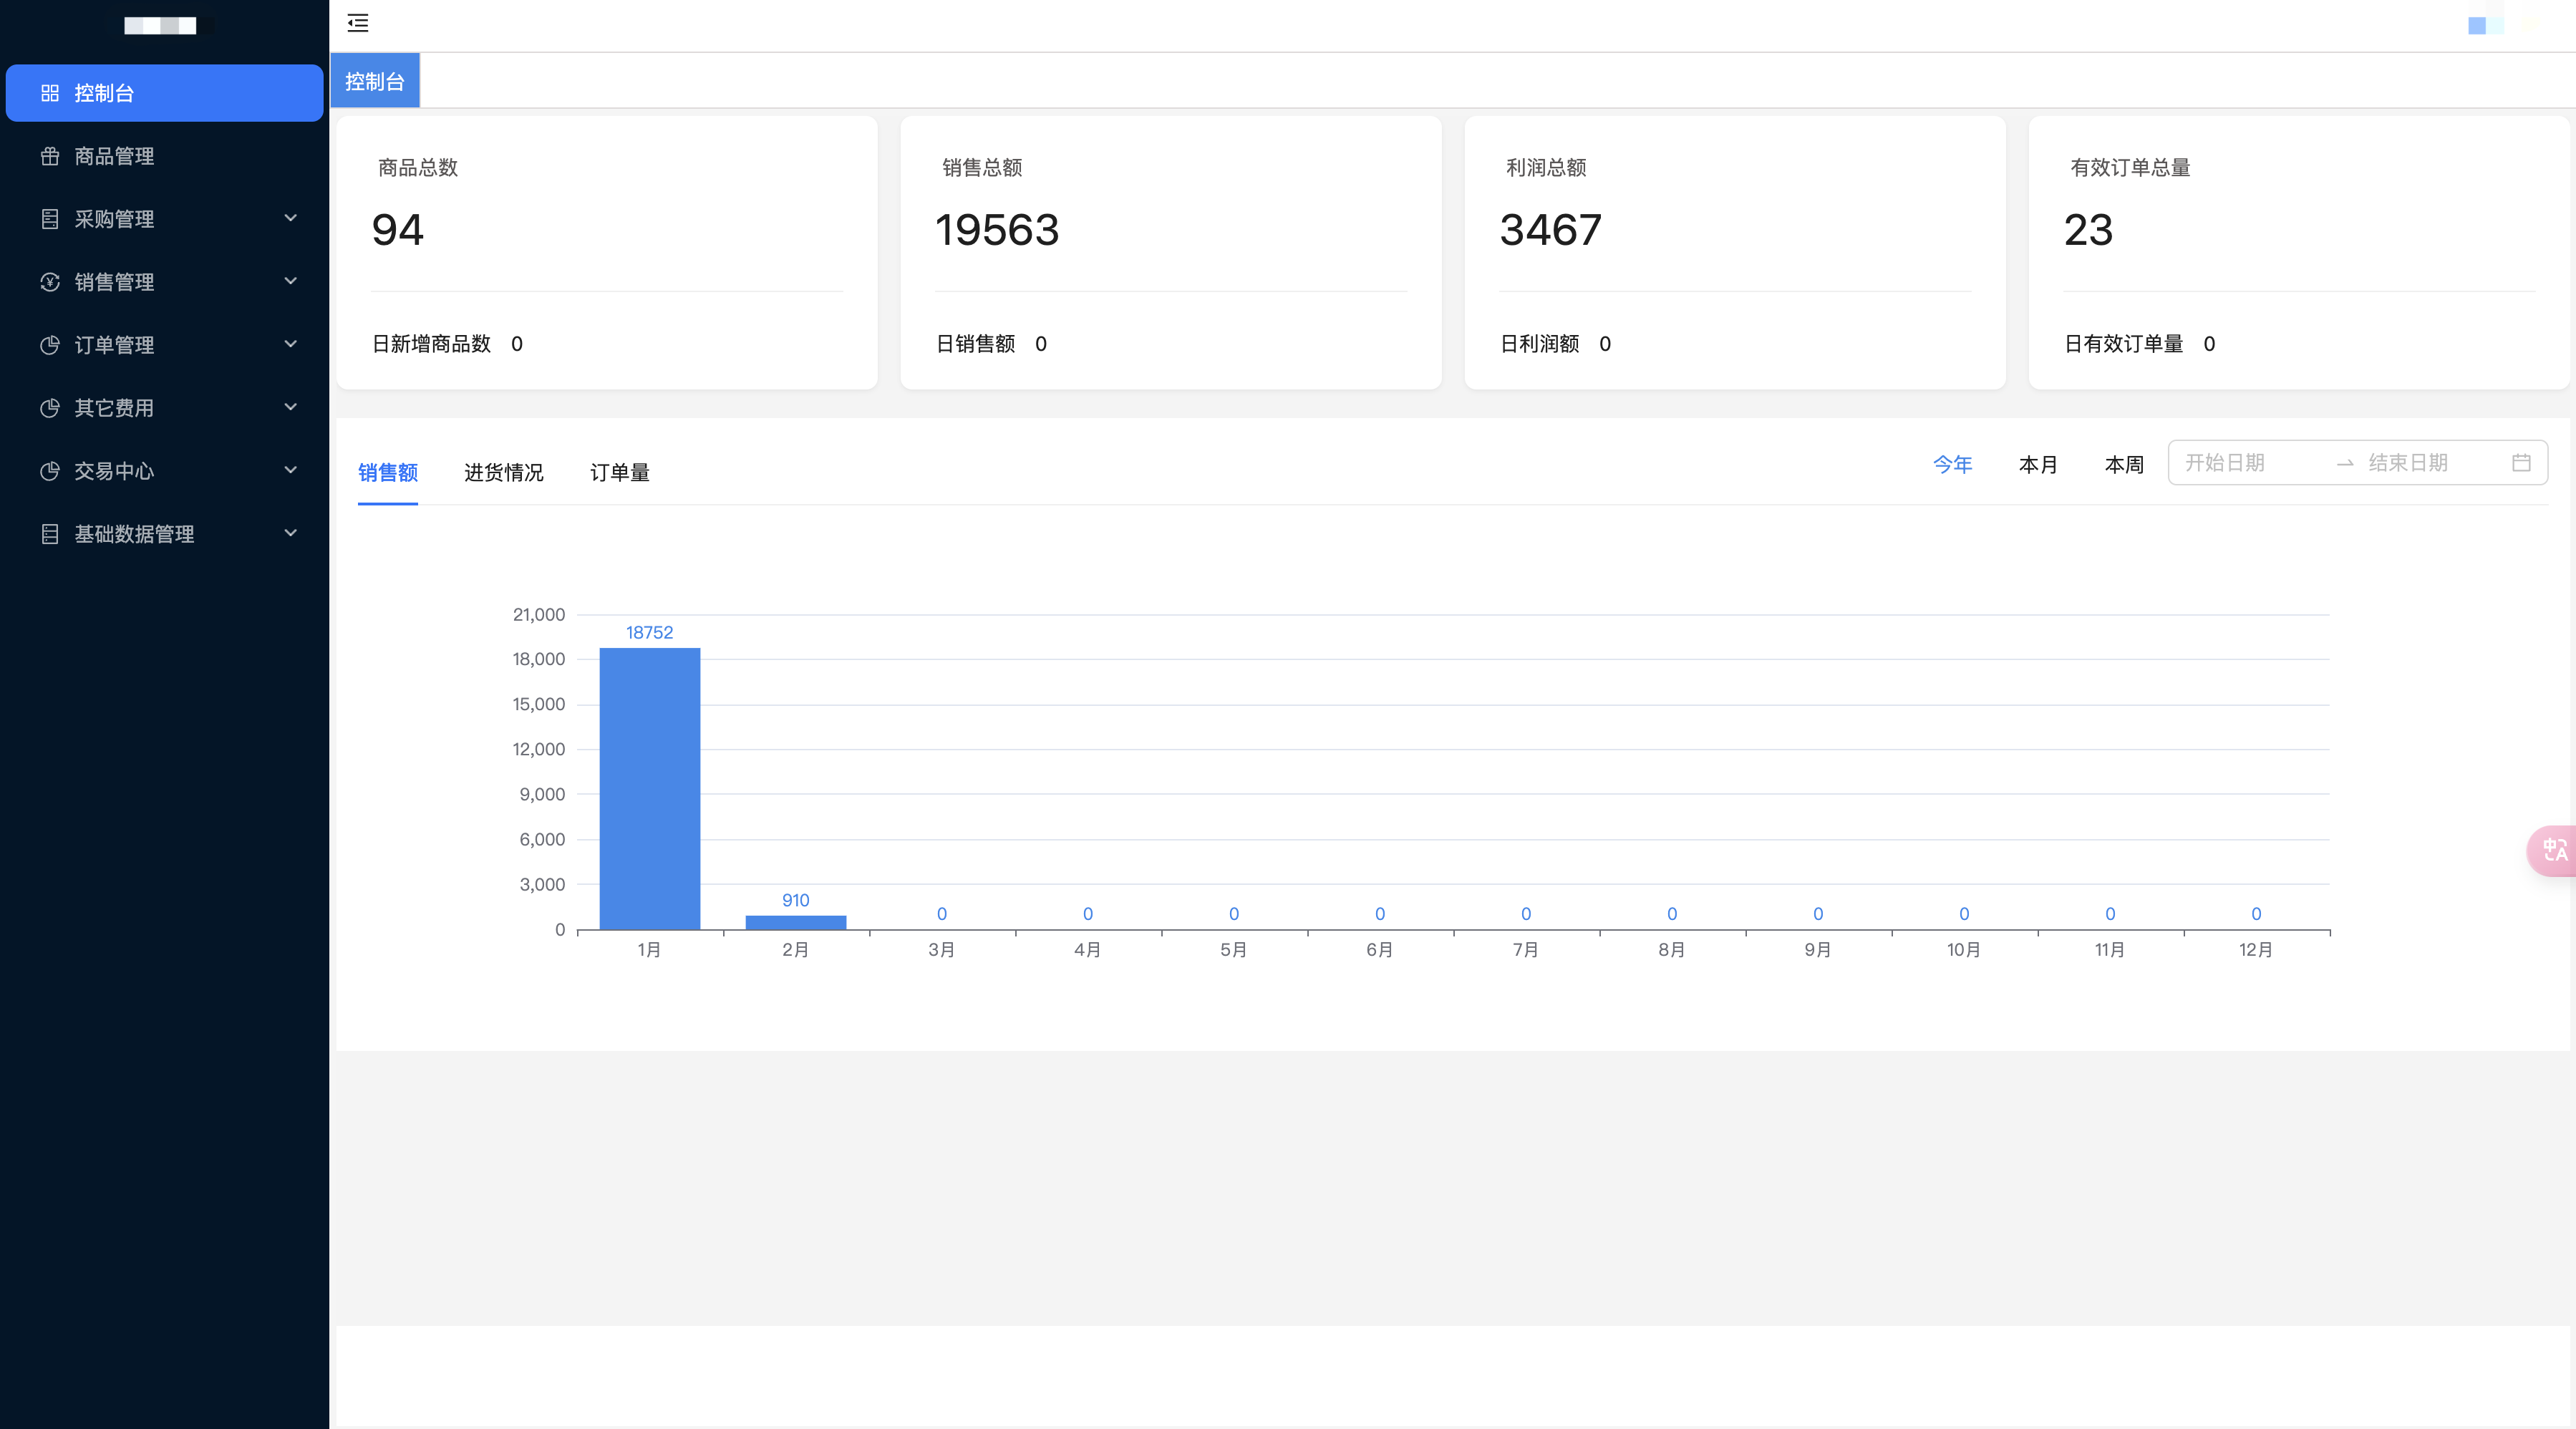 控制台
商品管理
采购管理
销售管理
订单管理
其它费用
交易中心
基础数据管理
控制台
商品总数
94
日新增商品数 0
销售总额
19563
日销售额 0
利润总额
3467
日利润额 0
有效订单总量
23
日有效订单量 0
销售额 进货情况 订单量
今年 本月 本周 开始日期 结束日期
21,000
18,000
15,000
12,000
9,000
6,000
3,000
0
18752 910 0 0 0 0 0 0 0 0 0 0
1月 2月 3月 4月 5月 6月 7月 8月 9月 10月 11月 12月
中A